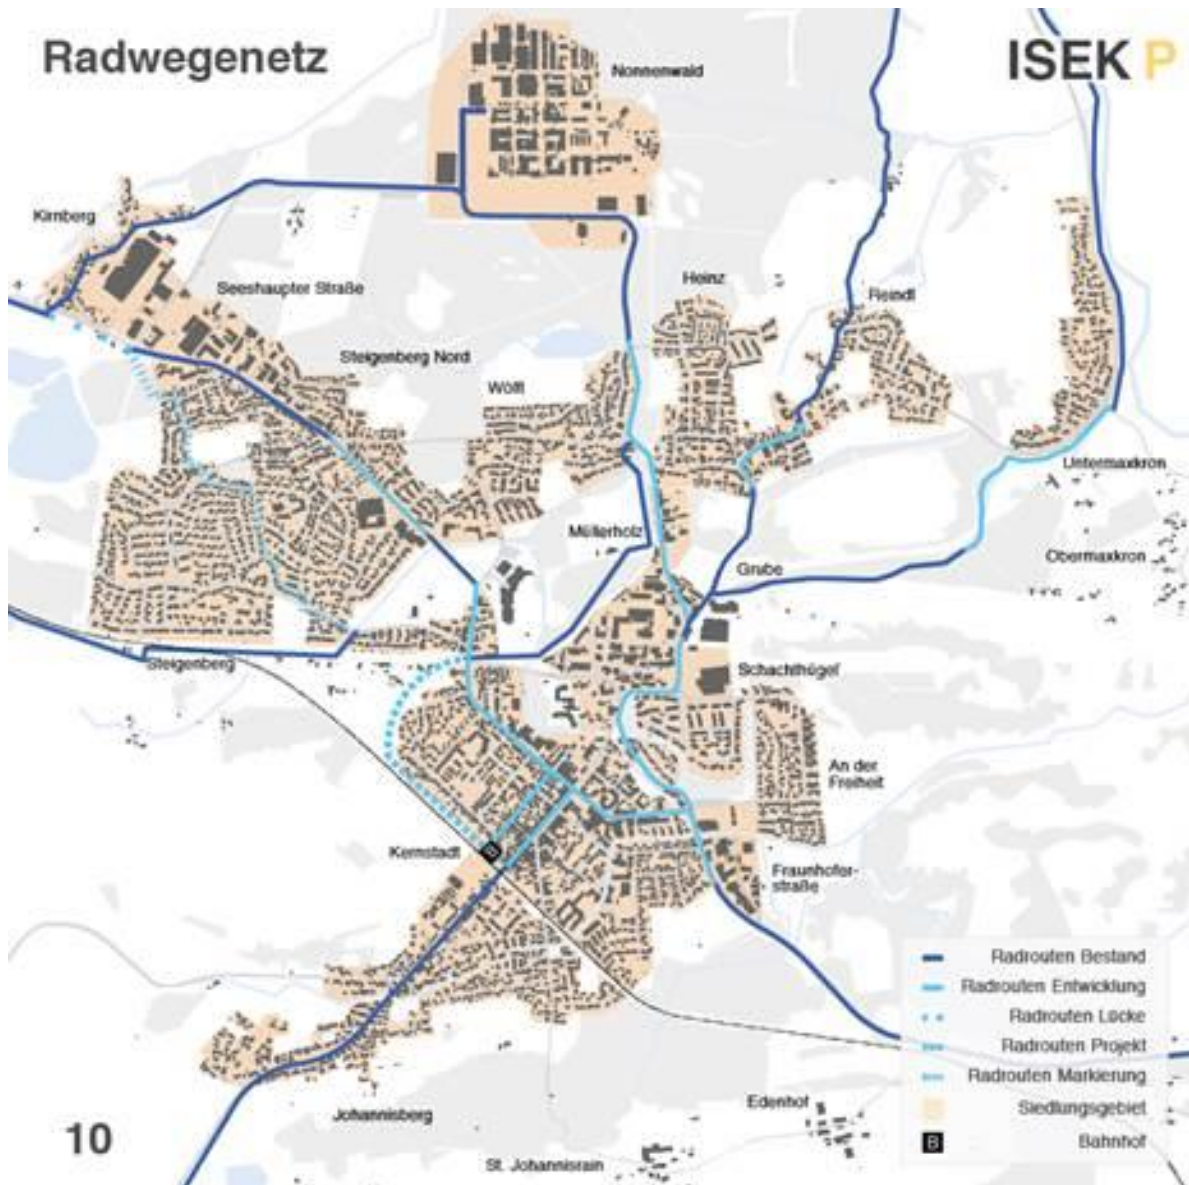 Radwegenetz
ISEK P
Nonnenwald
Kirnberg
Seeshaupter Straße
Heinz
Reindl
Steigenberg Nord
Wölfl
Untermaxkron
Müllerholz
Obermaxkron
Grube
Steigenberg
Schachthügel
An der
Freiheit
Kernstadt
B
Fraunhofer-
straße
Radrouten Bestand
Radrouten Entwicklung
Radrouten Lücke
Radrouten Projekt
Radrouten Markierung
Siedlungsgebiet
B Bahnhof
Johannisberg
Edenhof
10
St. Johannisrain